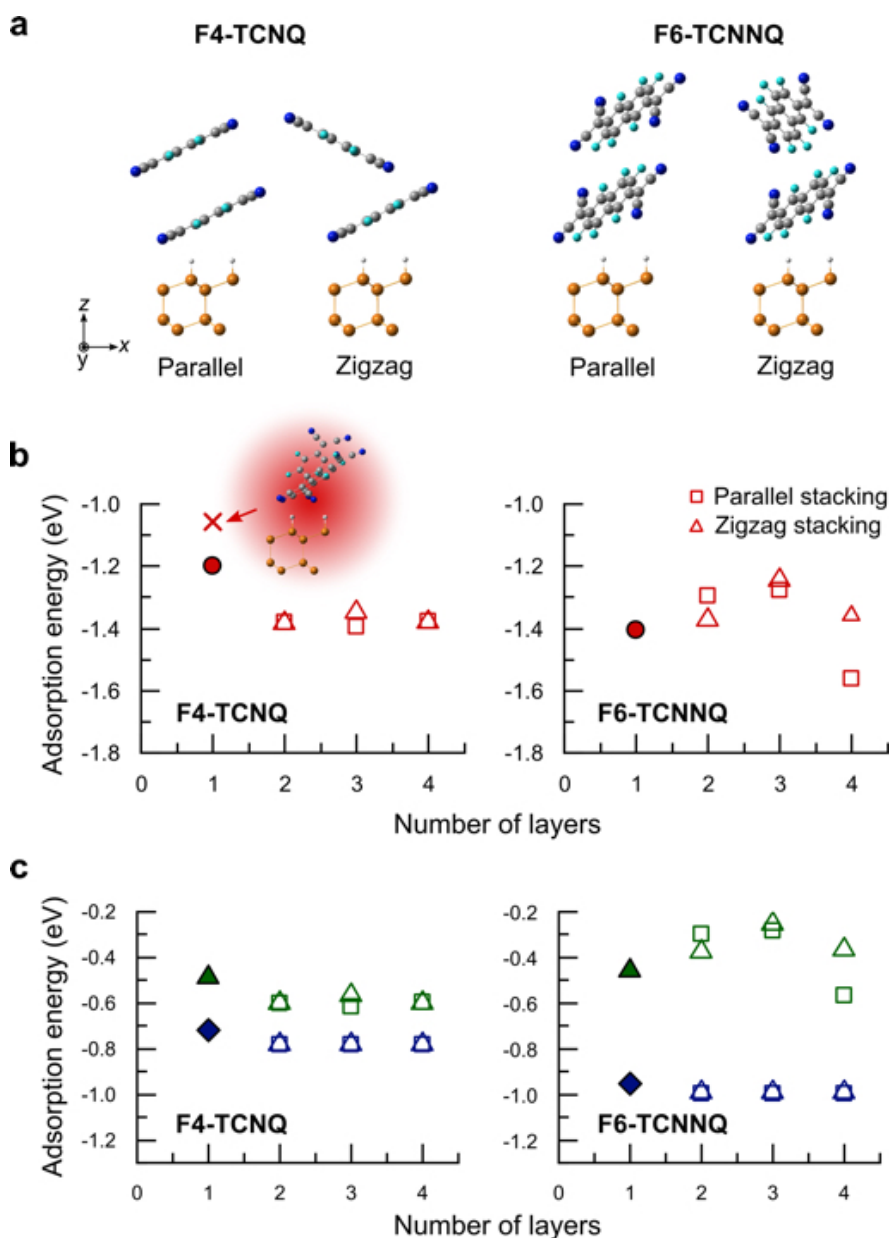 a
F4-TCNQ
F6-TCNNQ
z
y
x
Parallel
Zigzag
Parallel
Zigzag
b
Adsorption energy (eV)
-1.0
-1.2
-1.4
-1.6
-1.8
F4-TCNQ
0
1
2
3
4
-1.0
-1.2
-1.4
-1.6
-1.8
Parallel stacking
Zigzag stacking
F6-TCNNQ
0
1
2
3
4
Number of layers
c
Adsorption energy (eV)
-0.2
-0.4
-0.6
-0.8
-1.0
-1.2
F4-TCNQ
0
1
2
3
4
-0.2
-0.4
-0.6
-0.8
-1.0
-1.2
F6-TCNNQ
0
1
2
3
4
Number of layers